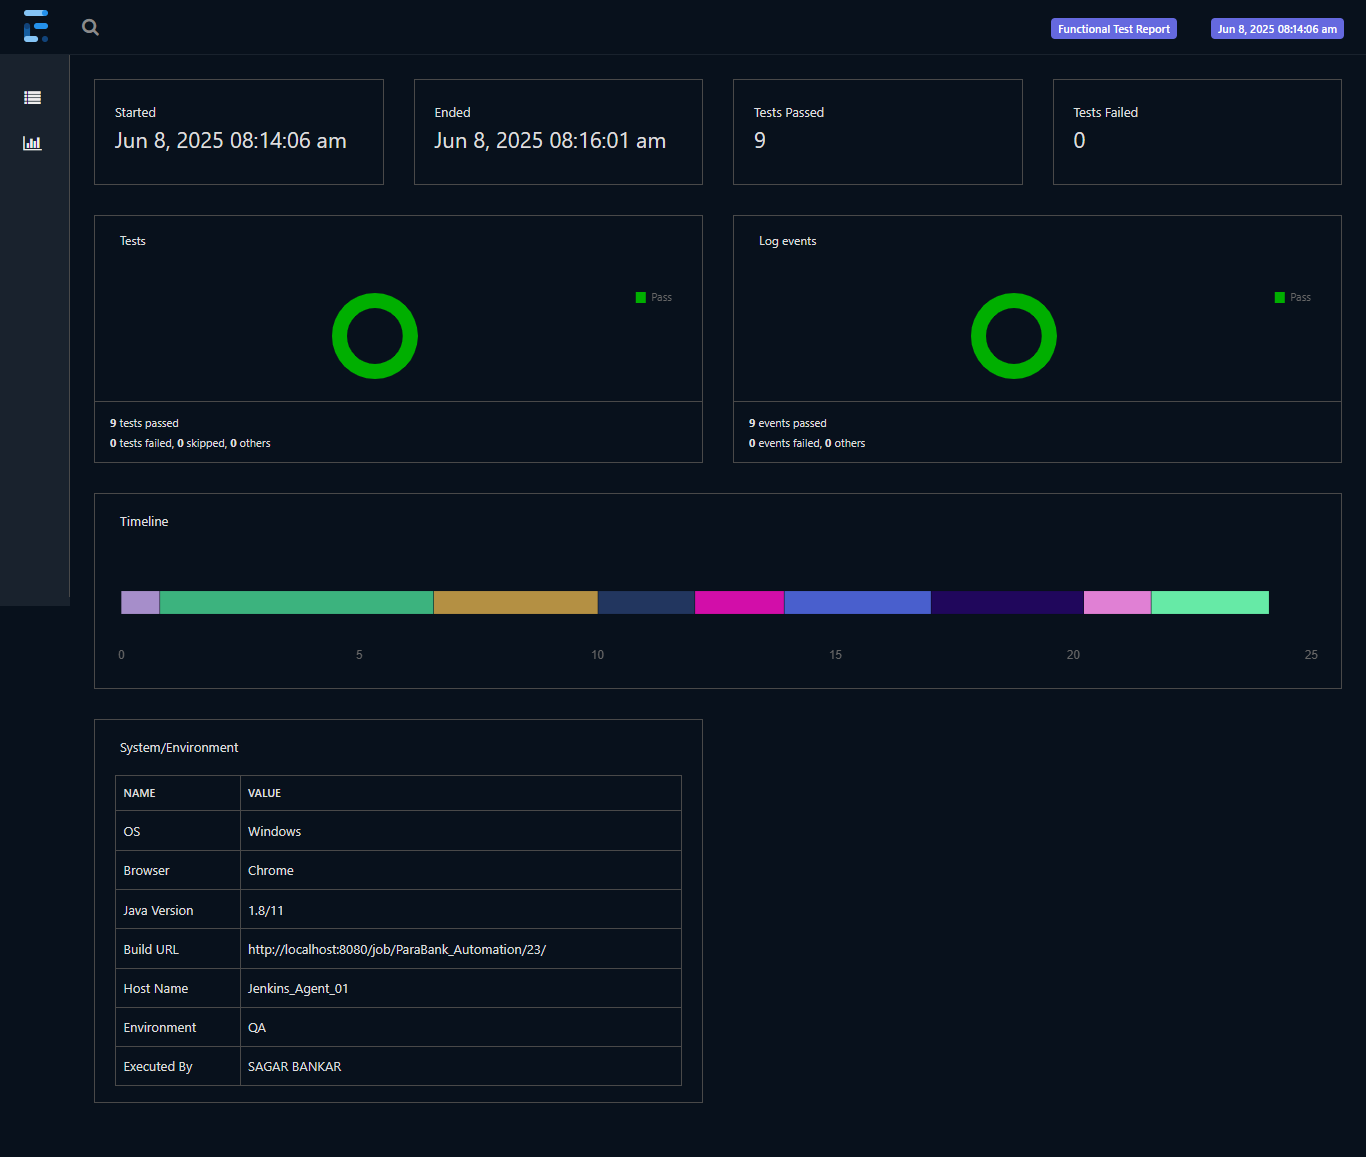 Functional Test Report
Jun 8, 2025 08:14:06 am
Started
Jun 8, 2025 08:14:06 am
Ended
Jun 8, 2025 08:16:01 am
Tests Passed
9
Tests Failed
0
Tests
Pass
9 tests passed
0 tests failed, 0 skipped, 0 others
Log events
Pass
9 events passed
0 events failed, 0 others
Timeline
0 5 10 15 20 25
System/Environment
NAME VALUE
OS Windows
Browser Chrome
Java Version 1.8/11
Build URL http://localhost:8080/job/ParaBank_Automation/23/
Host Name Jenkins_Agent_01
Environment QA
Executed By SAGAR BANKAR